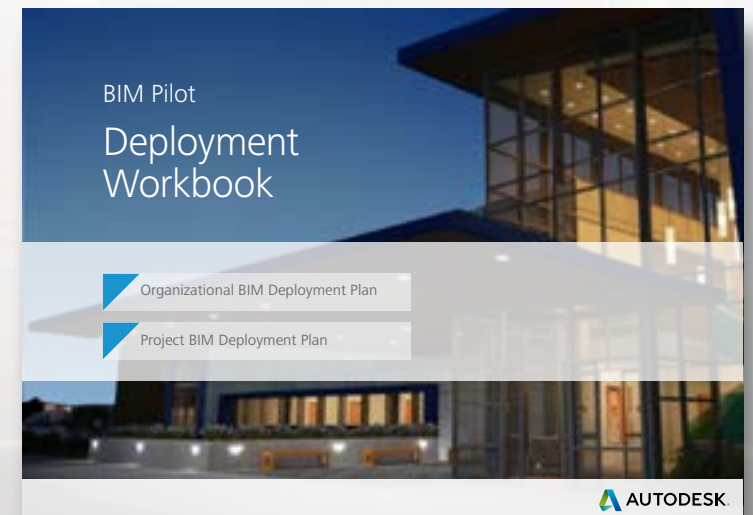 BIM Pilot
Deployment
Workbook
Organizational BIM Deployment Plan
Project BIM Deployment Plan
AUTODESK.